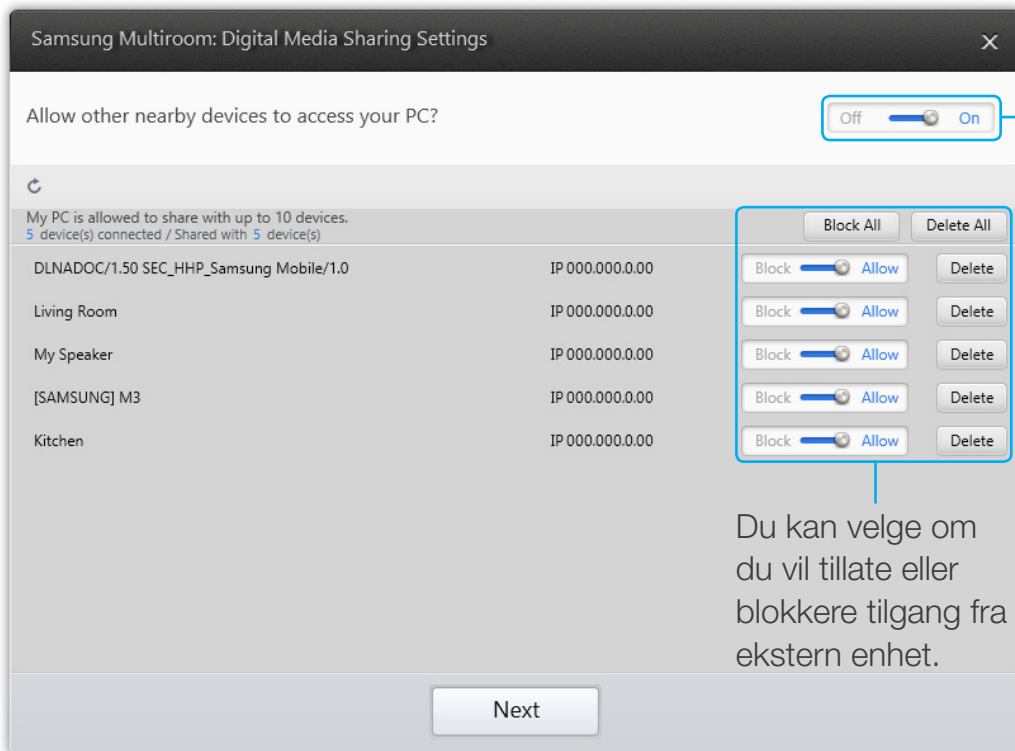 Samsung Multiroom: Digital Media Sharing Settings
Allow other nearby devices to access your PC?
Off On
My PC is allowed to share with up to 10 devices.
5 device(s) connected / Shared with 5 device(s)
Block All Delete All
DLNADOC/1.50 SEC_HHP_Samsung Mobile/1.0 IP 000.000.0.00 Block Allow Delete
Living Room IP 000.000.0.00 Block Allow Delete
My Speaker IP 000.000.0.00 Block Allow Delete
[SAMSUNG] M3 IP 000.000.0.00 Block Allow Delete
Kitchen IP 000.000.0.00 Block Allow Delete
Du kan velge om
du vil tillate eller
blokkere tilgang fra
ekstern enhet.
Next